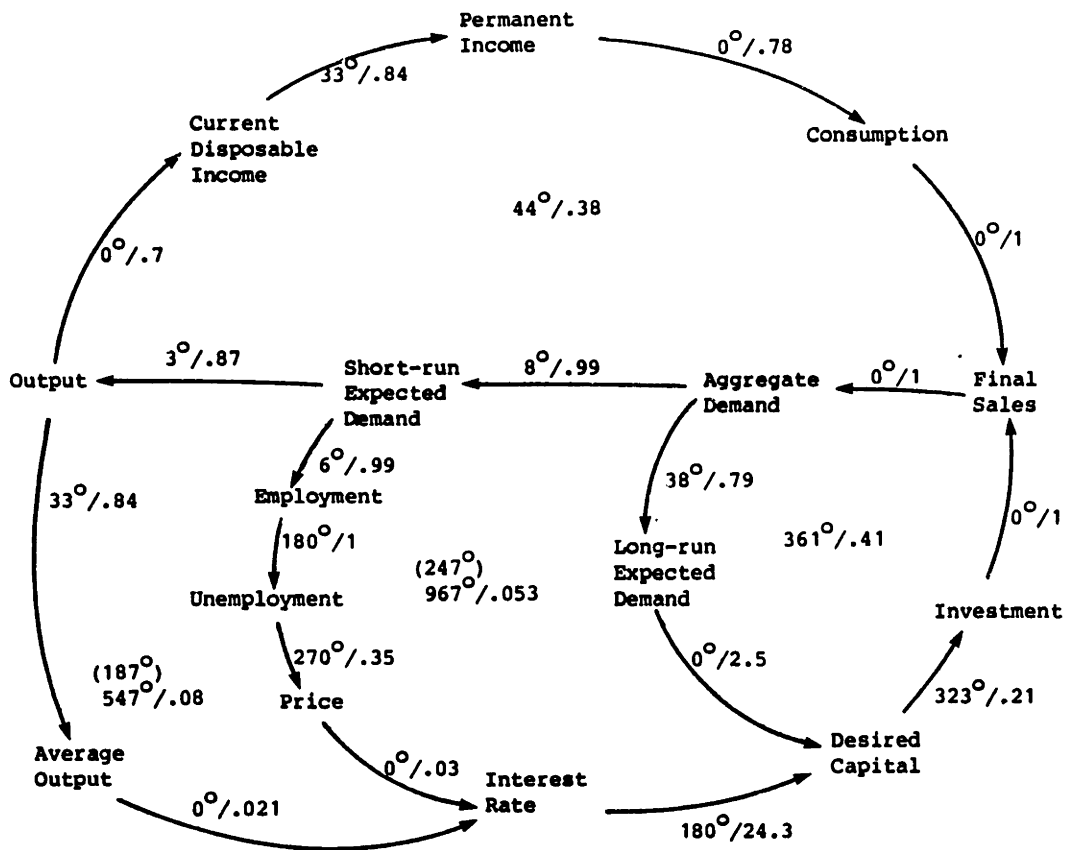 Permanent
Income
0°/.78
33°/.84
Current
Disposable
Income
Consumption
44°/.38
0°/.7
0°/1
3°/.87
8°/.99
0°/1
Output
Short-run
Expected
Demand
Aggregate
Demand
Final
Sales
6°/.99
38°/.79
33°/.84
Employment
180°/1
Long-run
Expected
Demand
361°/.41
0°/1
(247°)
967°/.053
Unemployment
Investment
270°/.35
0°/2.5
(187°)
547°/.08
Price
323°/.21
Average
Output
0°/.03
Desired
Capital
Interest
Rate
0°/.021
180°/24.3